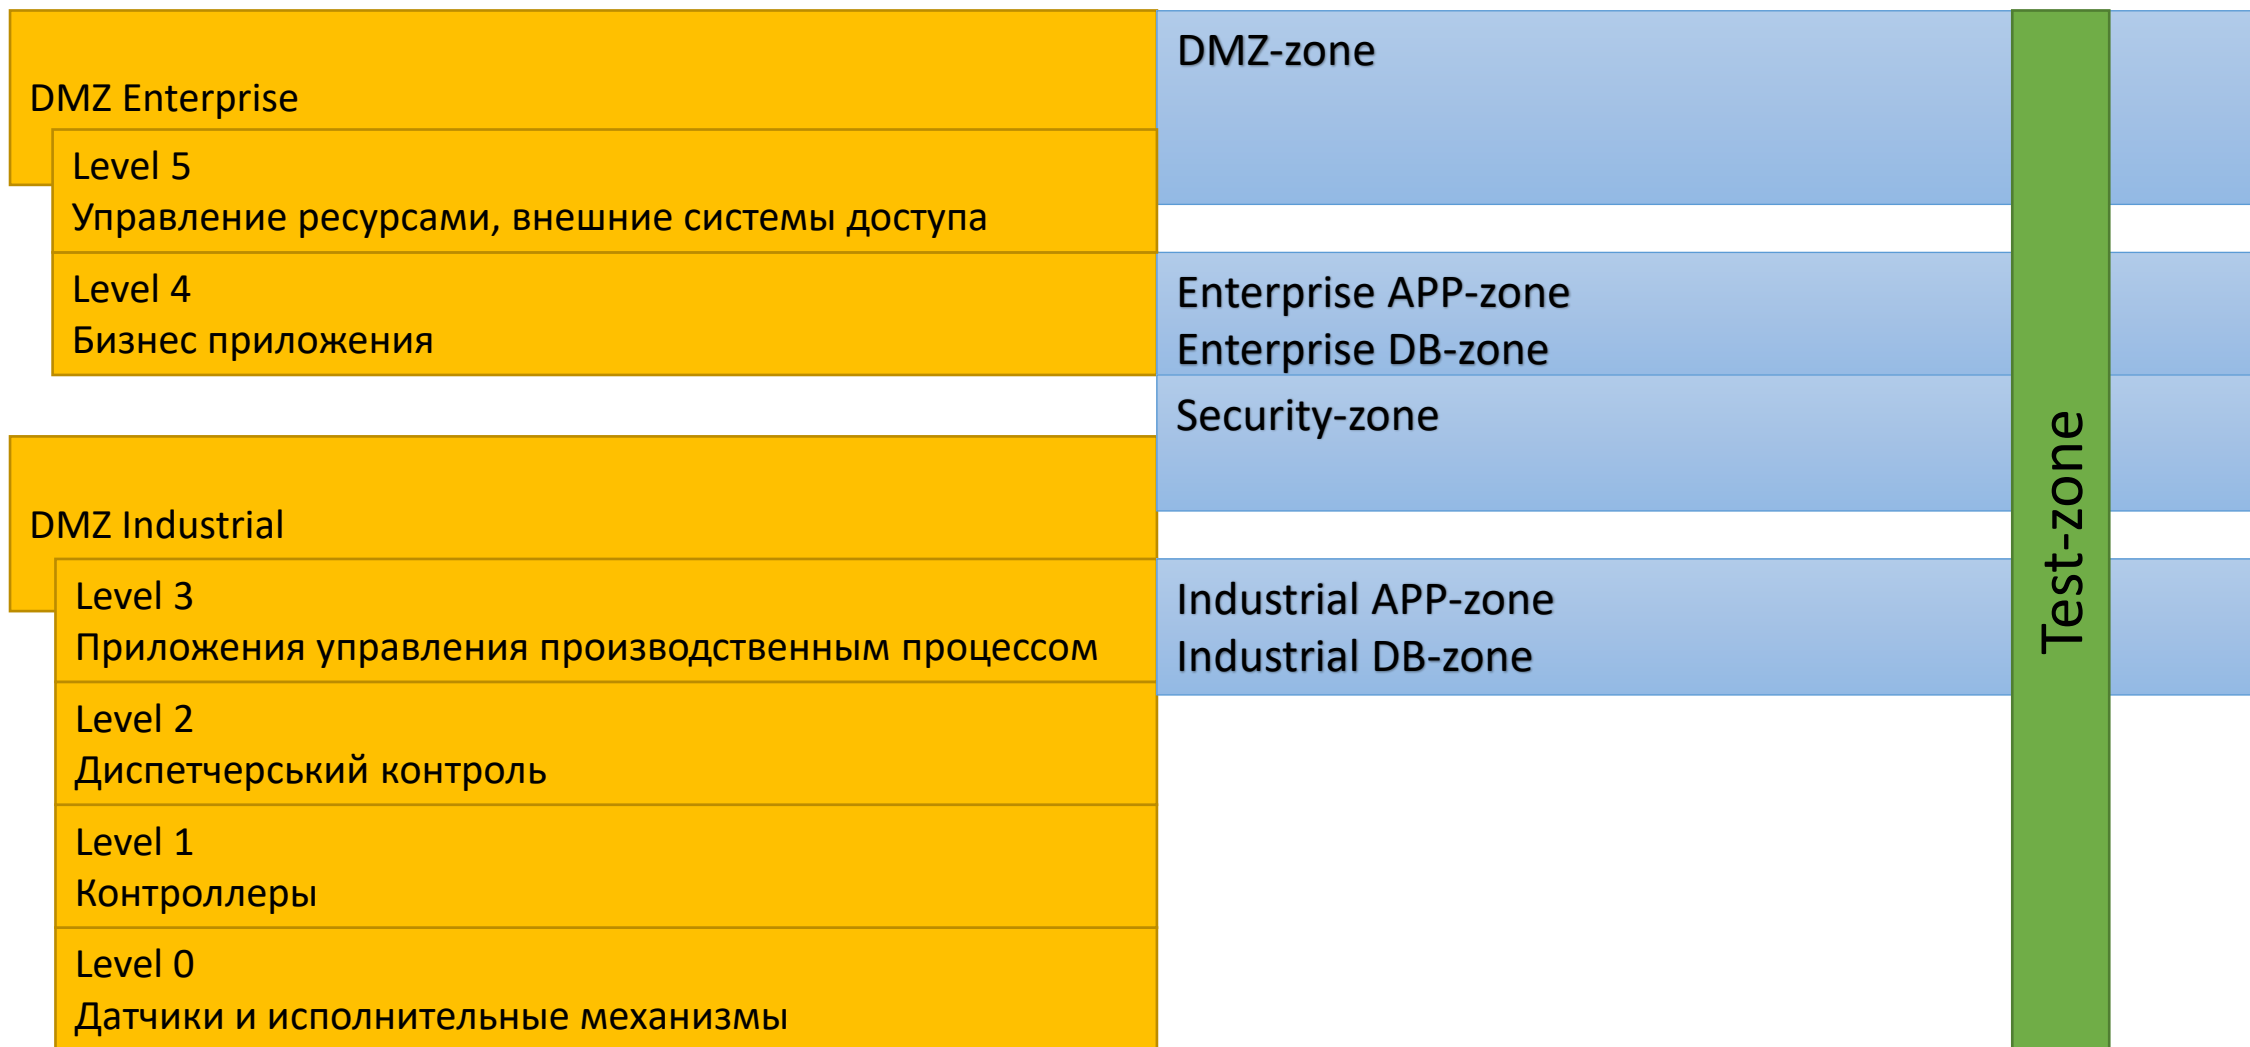 DMZ Enterprise
Level 5
Управление ресурсами, внешние системы доступа
Level 4
Бизнес приложения
DMZ Industrial
Level 3
Приложения управления производственным процессом
Level 2
Диспетчерський контроль
Level 1
Контроллеры
Level 0
Датчики и исполнительные механизмы
DMZ-zone
Enterprise APP-zone
Enterprise DB-zone
Security-zone
Industrial APP-zone
Industrial DB-zone
Test-zone